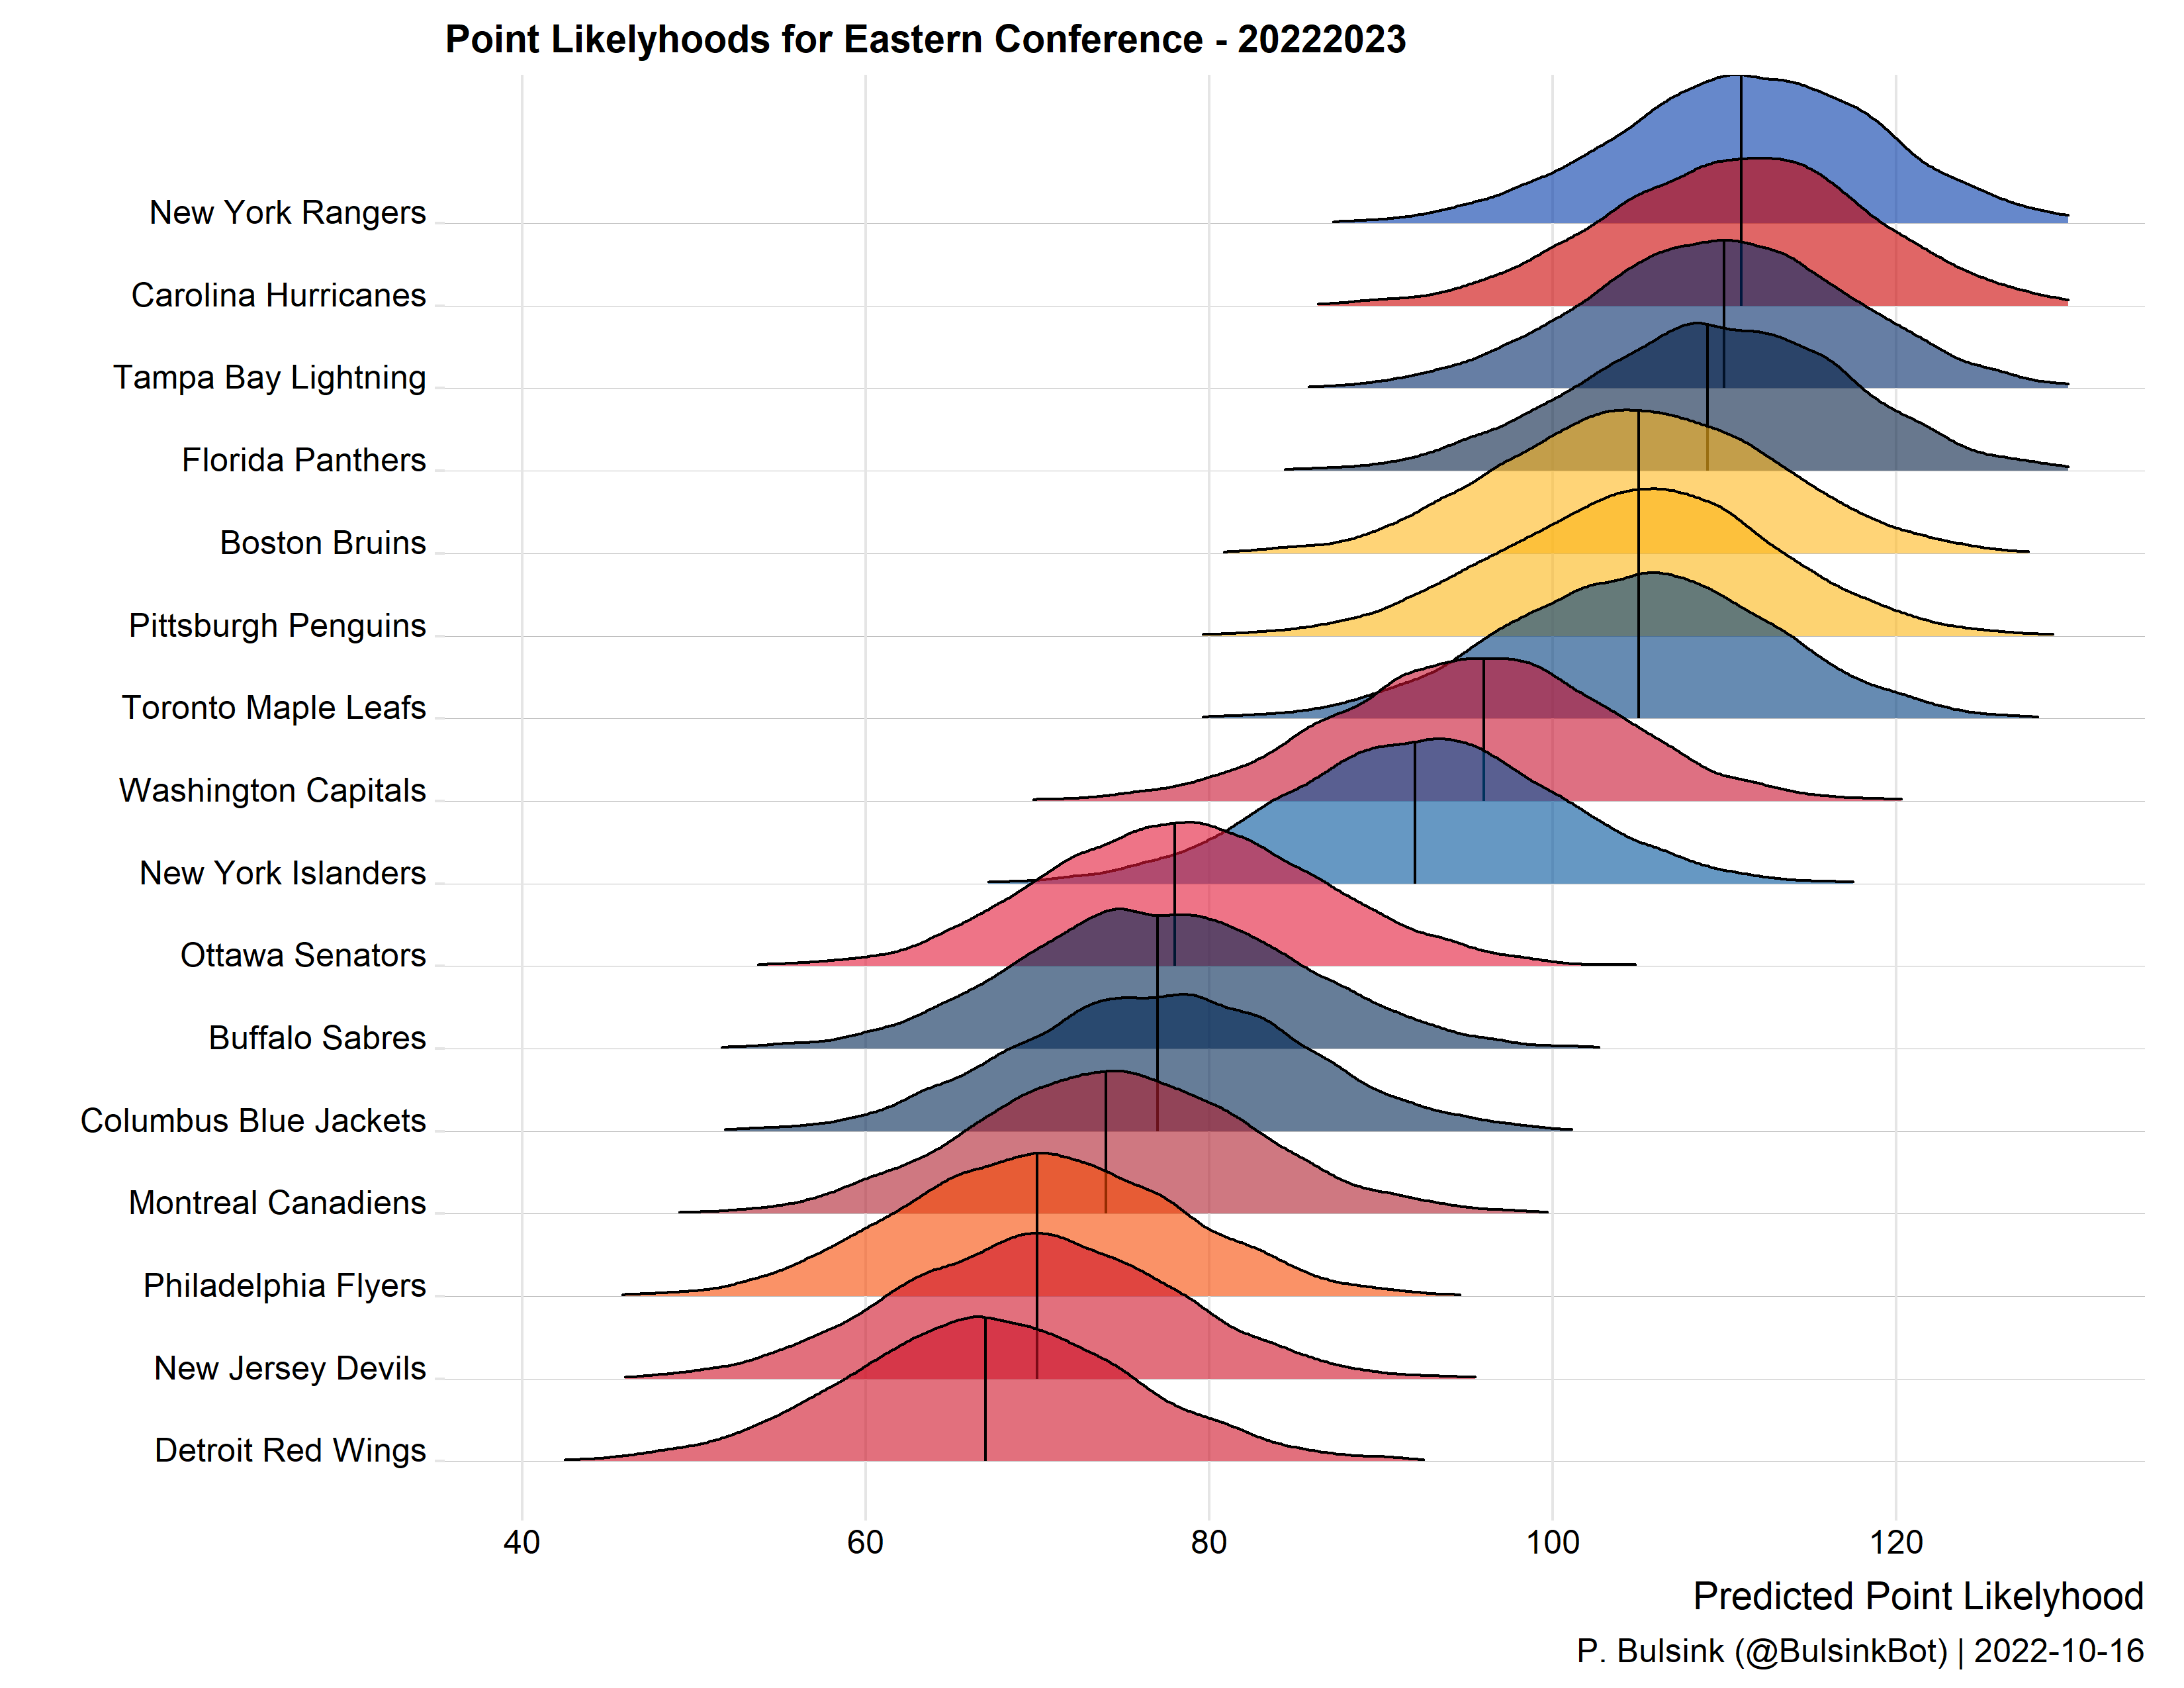 Point Likelyhoods for Eastern Conference - 20222023
New York Rangers
Carolina Hurricanes
Tampa Bay Lightning
Florida Panthers
Boston Bruins
Pittsburgh Penguins
Toronto Maple Leafs
Washington Capitals
New York Islanders
Ottawa Senators
Buffalo Sabres
Columbus Blue Jackets
Montreal Canadiens
Philadelphia Flyers
New Jersey Devils
Detroit Red Wings
40 60 80 100 120
Predicted Point Likelyhood
P. Bulsink (@BulsinkBot) | 2022-10-16